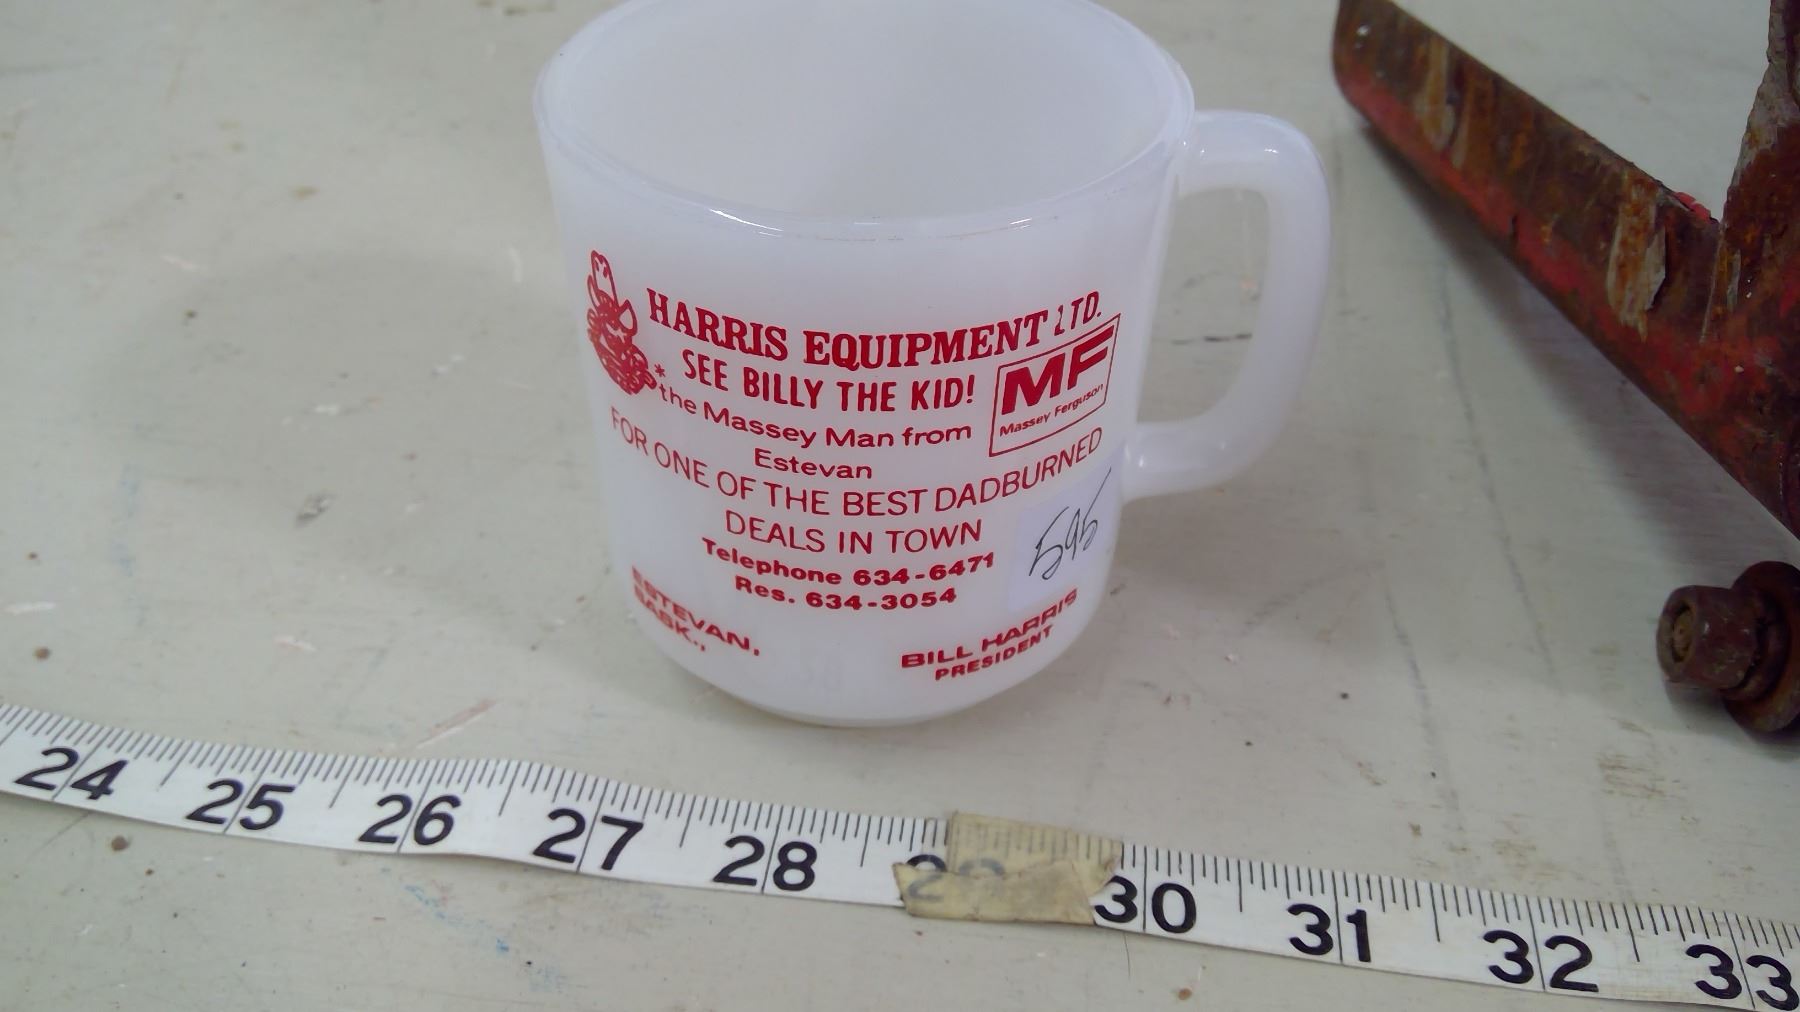 HARRIS EQUIPMENT LTD.
SEE BILLY THE KID!
*the Massey Man from
Estevan
MF
Massey Ferguson
FOR ONE OF THE BEST DADBURNED
DEALS IN TOWN
Telephone 634-6471
Res. 634-3054
595
ESTEVAN,
SASK.,
BILL HARRIS
PRESIDENT
24 25 26 27 28 29 30 31 32 33